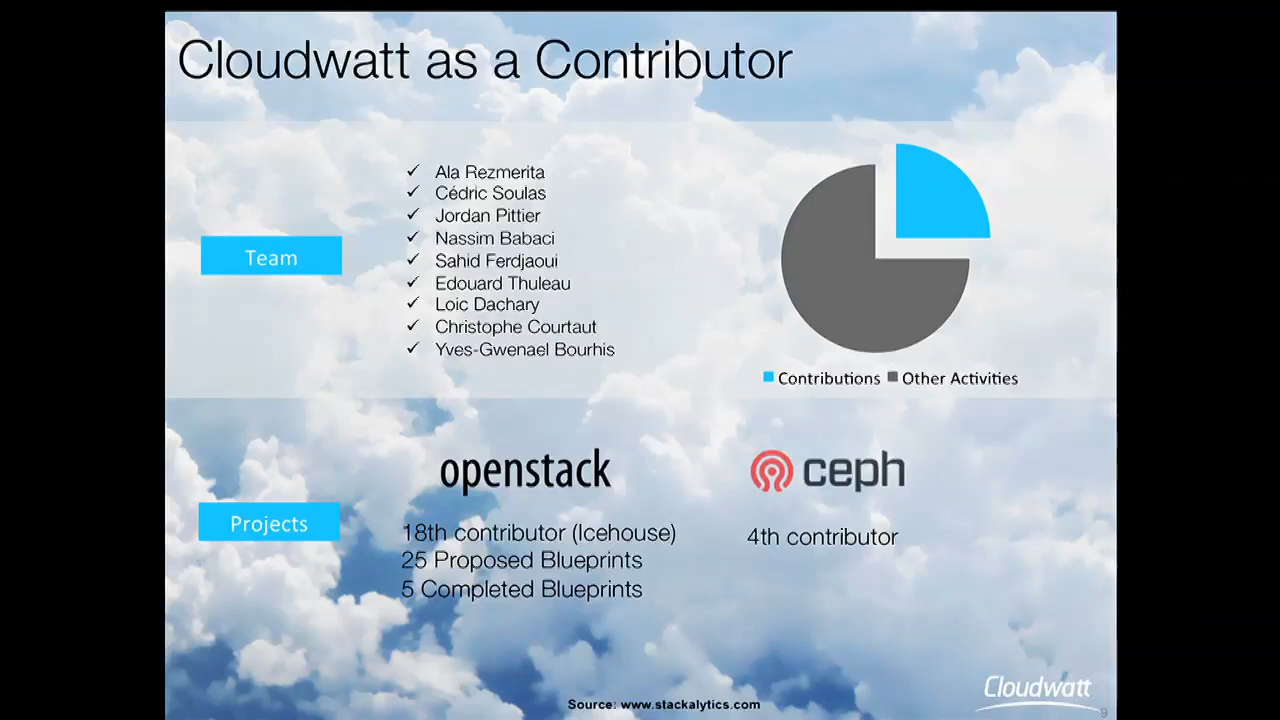 Cloudwatt as a Contributor
Team
✓ Ala Rezmerita
✓ Cédric Soulas
✓ Jordan Pittier
✓ Nassim Babaci
✓ Sahid Ferdjaoui
✓ Edouard Thuleau
✓ Loic Dachary
✓ Christophe Courtaut
✓ Yves-Gwenael Bourhis
Contributions Other Activities
Projects
openstack
18th contributor (Icehouse)
25 Proposed Blueprints
5 Completed Blueprints
ceph
4th contributor
Cloudwatt
Source: www.stackalytics.com
9